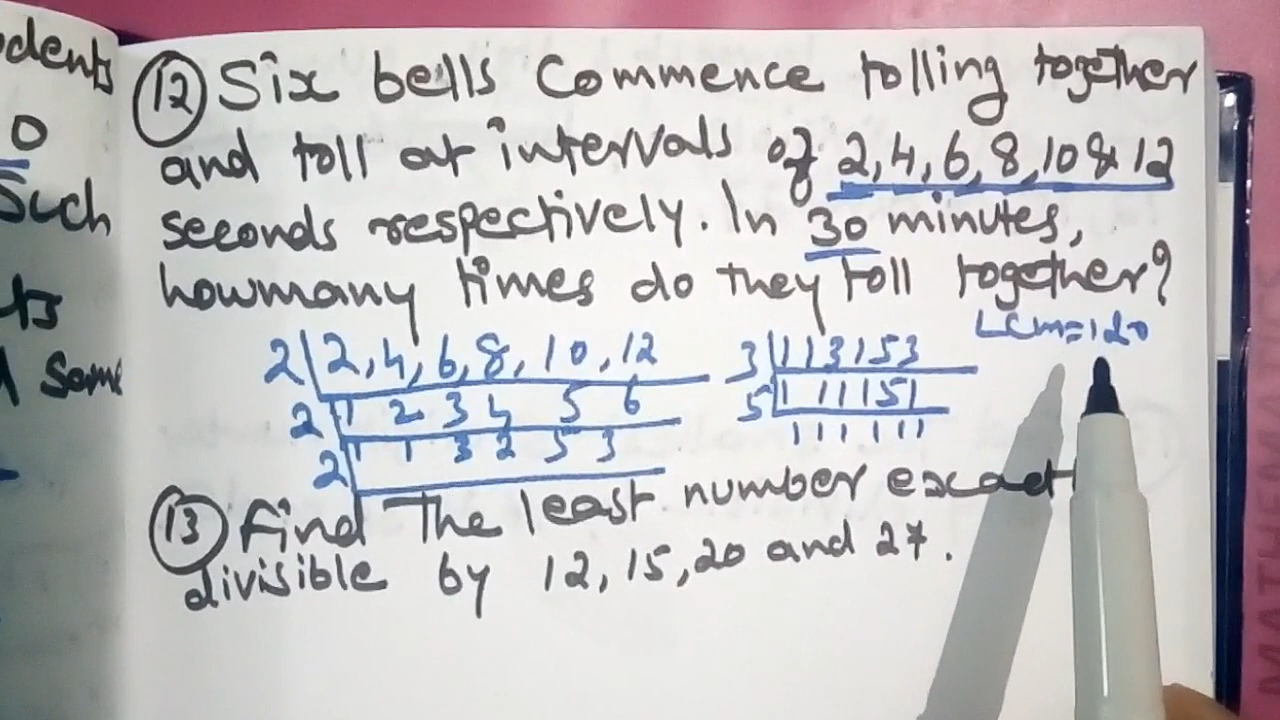 dents
0
Such
ts
Some
(12) Six bells Commence tolling together
and toll at intervals of 2, 4, 6, 8, 10 & 12
seconds respectively. In 30 minutes,
howmany times do they toll together?
LCM=120
2 | 2, 4, 6, 8, 10, 12
2 | 1 2 3 4 5 6
2 | 1 1 3 2 5 3
3 | 1 1 3 1 5 3
5 | 1 1 1 1 5 1
1 1 1 1 1 1
(13) Find The least number exact
divisible by 12, 15, 20 and 27.
MATHEMATICS